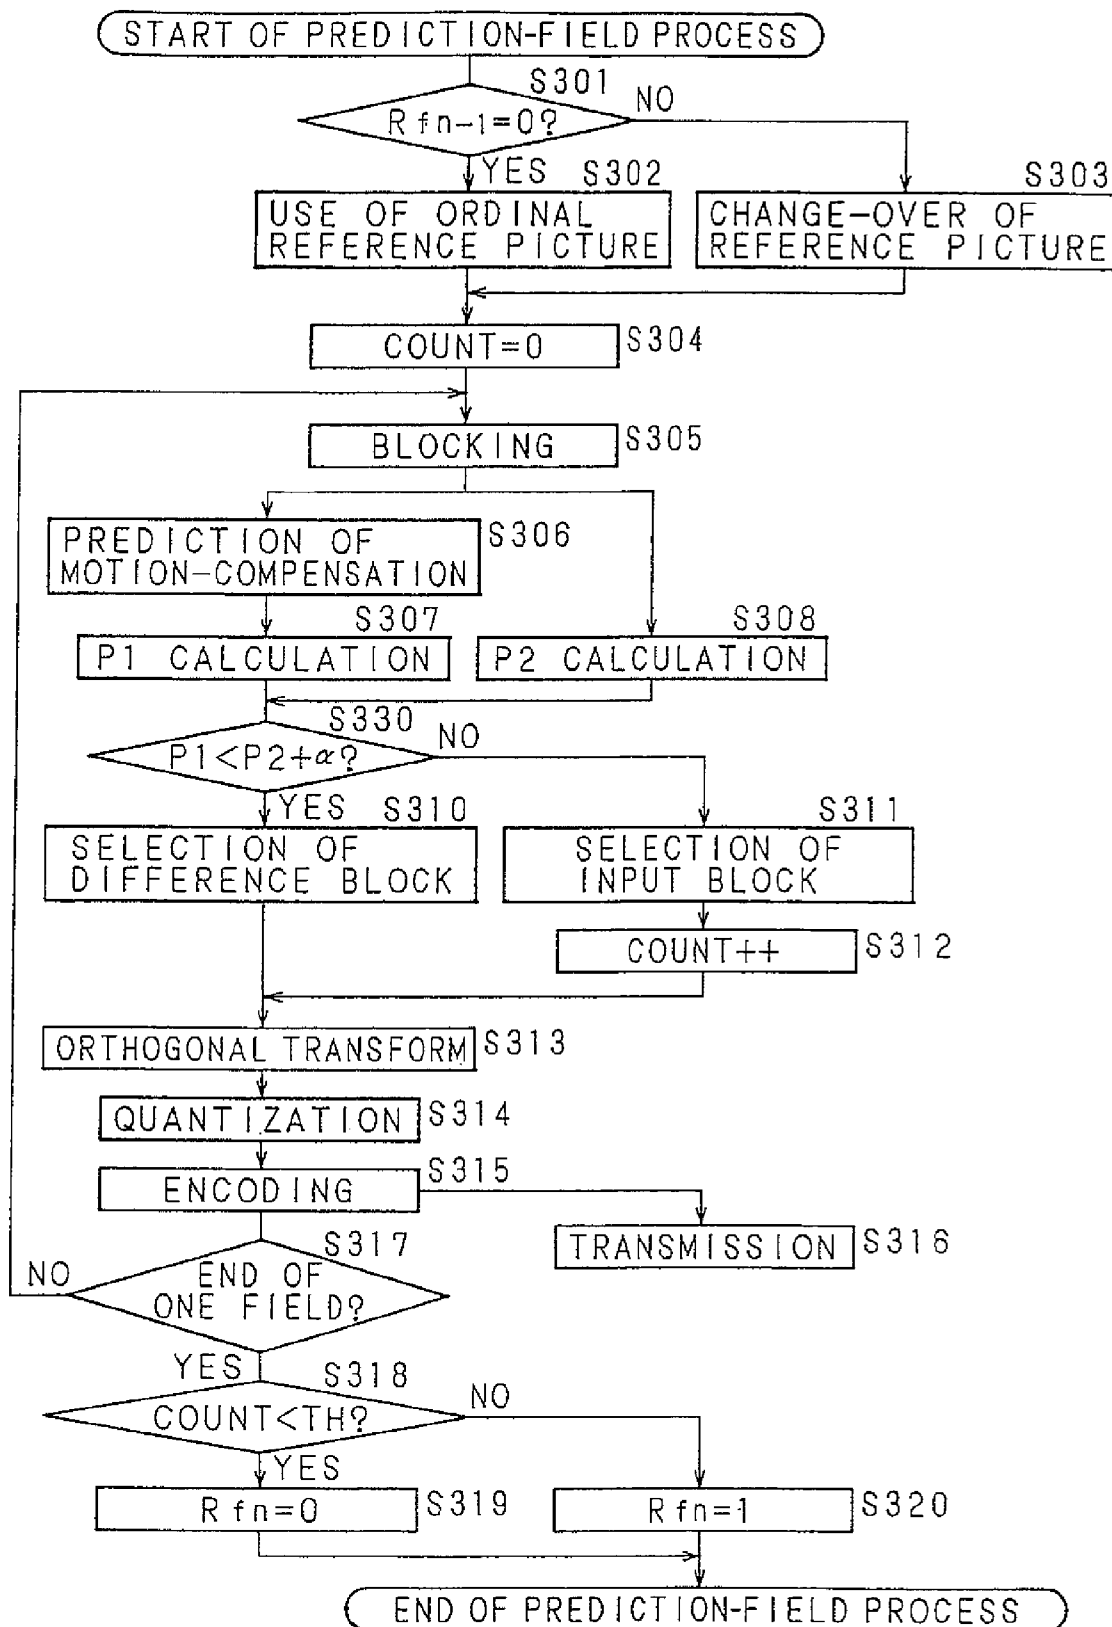 START OF PREDICTION-FIELD PROCESS
S301
Rfn-1=0?
NO
YES
S302
S303
USE OF ORDINAL
REFERENCE PICTURE
CHANGE-OVER OF
REFERENCE PICTURE
COUNT=0
S304
BLOCKING
S305
PREDICTION OF
MOTION-COMPENSATION
S306
S307
S308
P1 CALCULATION
P2 CALCULATION
S330
P1<P2+α?
NO
YES
S310
S311
SELECTION OF
DIFFERENCE BLOCK
SELECTION OF
INPUT BLOCK
COUNT++
S312
ORTHOGONAL TRANSFORM
S313
QUANTIZATION
S314
ENCODING
S315
TRANSMISSION
S316
S317
NO
END OF
ONE FIELD?
YES
S318
COUNT<TH?
NO
YES
Rfn=0
S319
Rfn=1
S320
END OF PREDICTION-FIELD PROCESS